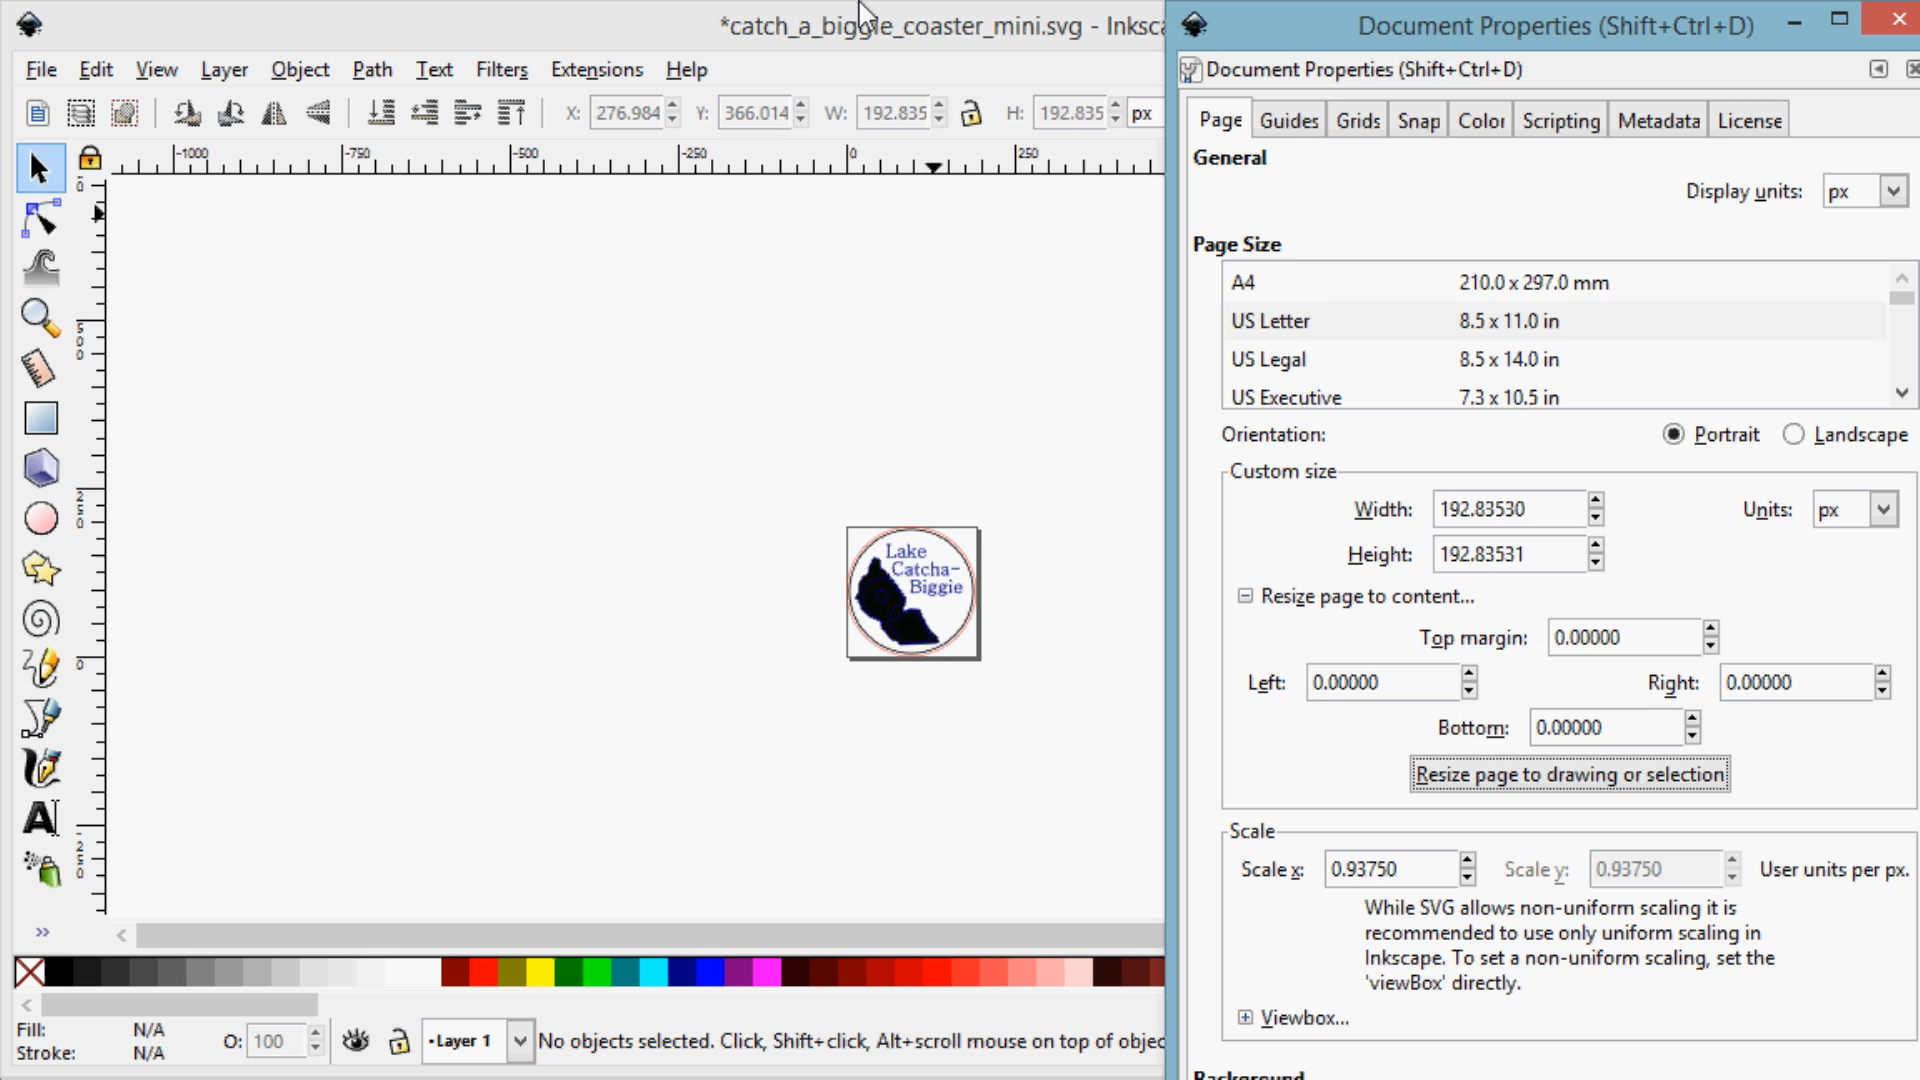 *catch_a_biggie_coaster_mini.svg - Inksca
Document Properties (Shift+Ctrl+D)
File Edit View Layer Object Path Text Filters Extensions Help
Document Properties (Shift+Ctrl+D)
X: 276.984 Y: 366.014 W: 192.835 H: 192.835 px
Page Guides Grids Snap Color Scripting Metadata License
-1000 -750 -500 -250 0 250
General
Display units: px
Page Size
A4 210.0 x 297.0 mm
US Letter 8.5 x 11.0 in
US Legal 8.5 x 14.0 in
US Executive 7.3 x 10.5 in
Orientation: Portrait Landscape
Custom size
Width: 192.83530 Units: px
Height: 192.83531
Resize page to content...
Top margin: 0.00000
Left: 0.00000 Right: 0.00000
Bottom: 0.00000
Resize page to drawing or selection
Scale
Scale x: 0.93750 Scale y: 0.93750 User units per px.
While SVG allows non-uniform scaling it is
recommended to use only uniform scaling in
Inkscape. To set a non-uniform scaling, set the
'viewBox' directly.
Viewbox...
Background
Lake
Catcha-
Biggie
Fill: N/A
Stroke: N/A
O: 100
Layer 1
No objects selected. Click, Shift+click, Alt+scroll mouse on top of objec